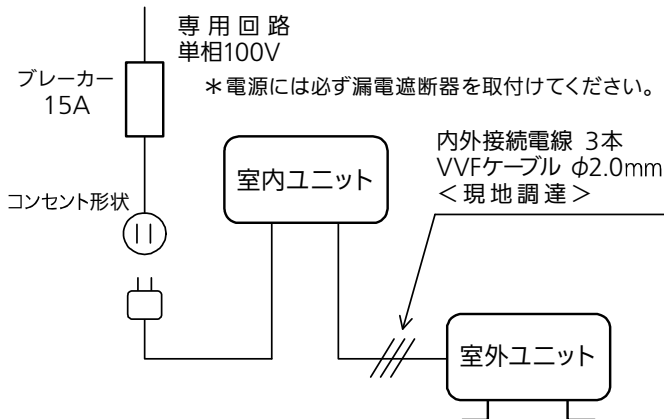 専用回路
単相100V
ブレーカー
15A
＊電源には必ず漏電遮断器を取付けてください。
内外接続電線 3本
VVFケーブル φ2.0mm
＜現地調達＞
室内ユニット
コンセント形状
室外ユニット